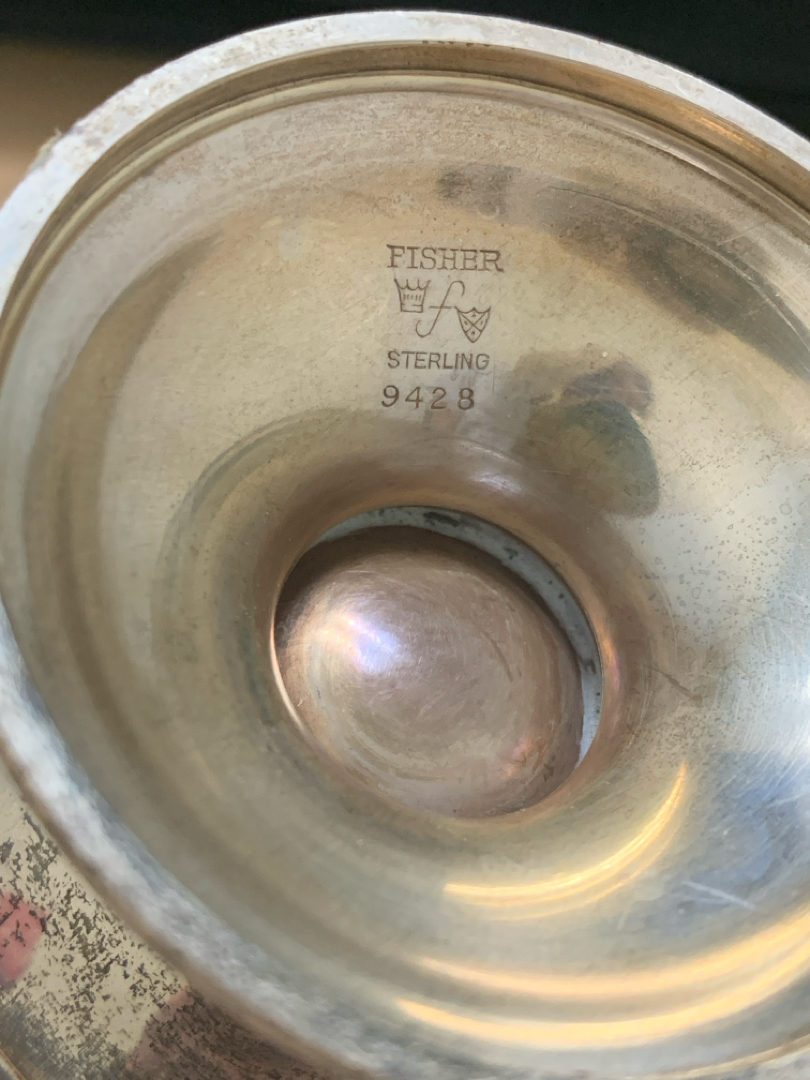 FISHER
f
STERLING
9428